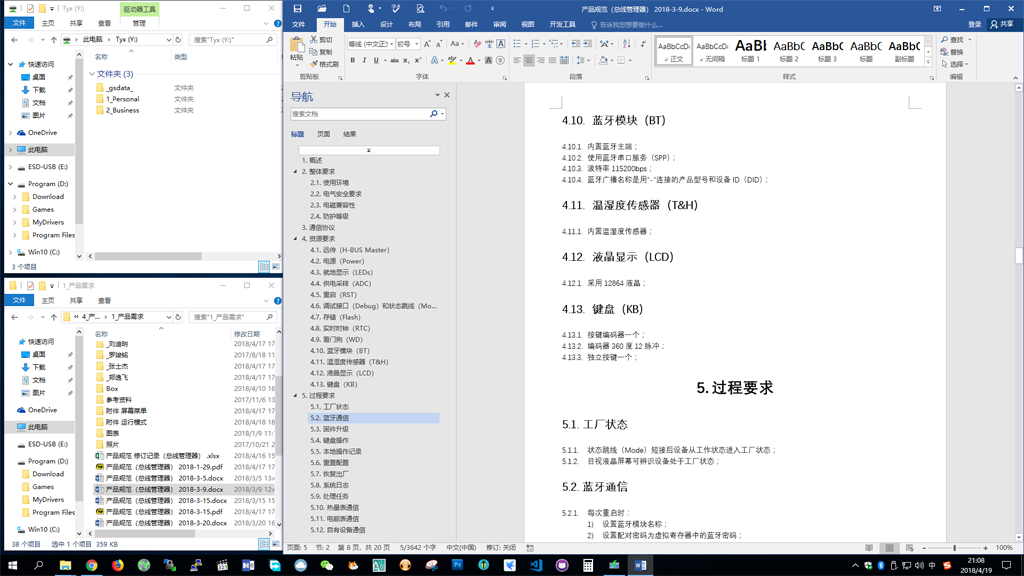 驱动器工具
Tyx (Y:)
文件
主页
共享
查看
管理
此电脑
Tyx (Y:)
搜索"Tyx (Y:)"
名称
类型
快速访问
桌面
下载
文档
图片
OneDrive
此电脑
ESD-USB (E:)
Program (D:)
Download
Games
MyDrivers
Program Files
Win10 (C:)
文件夹 (3)
_gsdata_ 文件夹
1_Personal 文件夹
2_Business 文件夹
3 个项目
1_产品需求
文件
主页
共享
查看
« 4_产... › 1_产品需求
搜索"1_产品需求"
名称
修改日期
快速访问
桌面
下载
文档
图片
OneDrive
此电脑
ESD-USB (E:)
Program (D:)
Download
Games
MyDrivers
Program Files
Win10 (C:)
_张士杰 2018/4/17 17
_郑逸飞 2018/4/17 17
Box 2018/4/10 16
参考资料 2017/11/6 13
附件 屏幕菜单 2018/4/17 17
附件 运行模式 2018/4/18 18
图表 2018/1/9 11:
照片 2017/10/21 2
产品规范 修订记录（总线管理器）.xlsx 2018/4/16 15
产品规范（总线管理器） 2018-1-29.pdf 2018/4/17 17
产品规范（总线管理器） 2018-3-5.docx 2018/3/5 13:
产品规范（总线管理器） 2018-3-9.docx 2018/3/9 12:
产品规范（总线管理器） 2018-3-15.docx 2018/3/15 15
产品规范（总线管理器） 2018-3-15.pdf 2018/4/17 17
产品规范（总线管理器） 2018-3-20.docx 2018/3/20 16
38 个项目
选中 1 个项目 359 KB
产品规范（总线管理器） 2018-3-9.docx - Word
登录
共享
文件
开始
插入
设计
布局
引用
邮件
审阅
视图
开发工具
告诉我您想要做什么...
粘贴
剪切
复制
格式刷
剪贴板
等线 (中文正)
初号
字体
段落
AaBbCcDc
正文
AaBbCcDc
无间隔
AaBl
标题 1
AaBbC
标题 2
AaBbC
标题 3
AaBbC
标题
AaBbC
副标题
样式
查找
替换
选择
编辑
导航
搜索文档
标题
页面
结果
1. 概述
2. 整体要求
2.1. 使用环境
2.2. 电气安全要求
2.3. 电磁兼容性
2.4. 防护等级
3. 通信协议
4. 资源要求
4.1. 远传（H-BUS Master）
4.2. 电源（Power）
4.3. 就地显示（LEDs）
4.4. 供电采样（ADC）
4.5. 重启（RST）
4.6. 调试接口（Debug）和状态跳线（Mo...
4.7. 存储（Flash）
4.8. 实时时钟（RTC）
4.9. 看门狗（WD）
4.10. 蓝牙模块（BT）
4.11. 温湿度传感器（T&H）
4.12. 液晶显示（LCD）
4.13. 键盘（KB）
5. 过程要求
5.1. 工厂状态
5.2. 蓝牙通信
5.3. 固件升级
5.4. 键盘操作
5.5. 本地操作记录
5.6. 重置配置
5.7. 恢复出厂
5.8. 系统日志
5.9. 处理任务
5.10. 热量表通信
5.11. 电能表通信
5.12. 自有设备通信
4.10. 蓝牙模块（BT）
4.10.1. 内置蓝牙主端；
4.10.2. 使用蓝牙串口服务（SPP）；
4.10.3. 波特率 115200bps；
4.10.4. 蓝牙广播名称是用"-"连接的产品型号和设备 ID（DID）；
4.11. 温湿度传感器（T&H）
4.11.1. 内置温湿度传感器；
4.12. 液晶显示（LCD）
4.12.1. 采用 12864 液晶；
4.13. 键盘（KB）
4.13.1. 按键编码器一个；
4.13.2. 编码器 360 度 12 脉冲；
4.13.3. 独立按键一个；
5. 过程要求
5.1. 工厂状态
5.1.1. 状态跳线（Mode）短接后设备从工作状态进入工厂状态；
5.1.2. 目视液晶屏幕可辨识设备处于工厂状态；
5.2. 蓝牙通信
5.2.1. 每次重启时：
1) 设置蓝牙模块名称；
2) 设置配对密码为虚拟寄存器中的蓝牙密码；
页面: 5 节: 2 第 8 页，共 20 页 5/3642 个字 中文(中国) 修订: 关闭
100%
中
21:08
2018/4/19